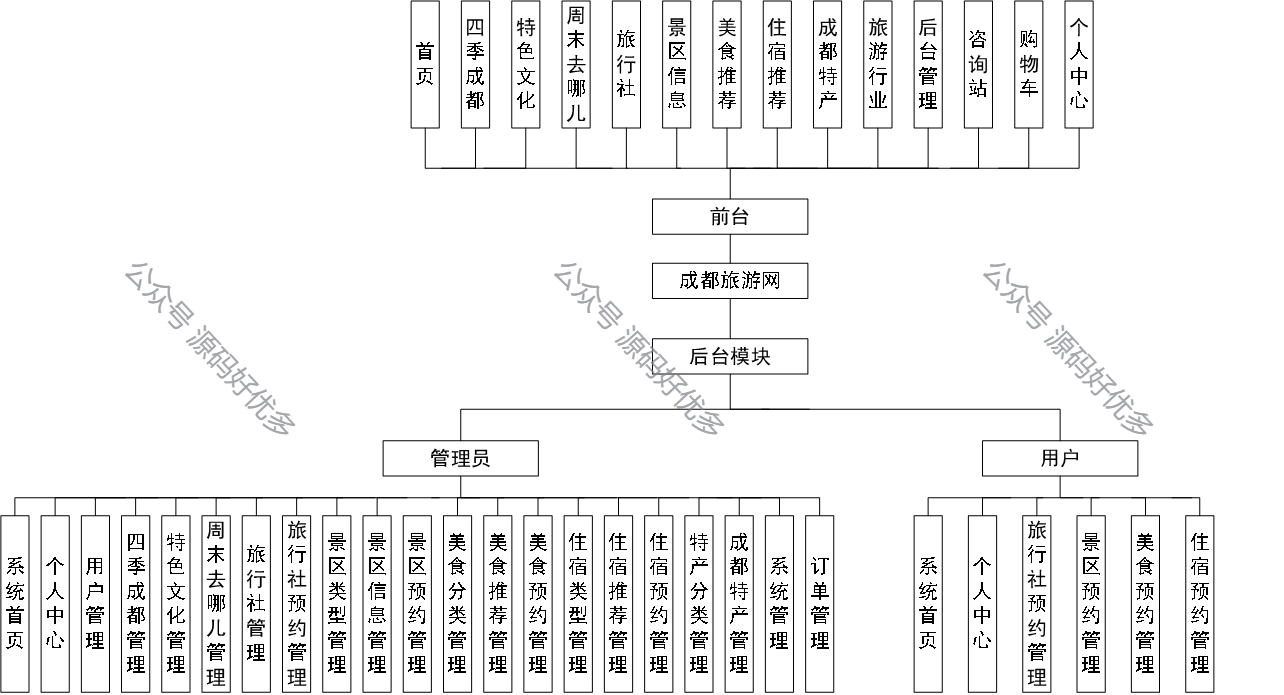 首页
四季成都
特色文化
周末去哪儿
旅行社
景区信息
美食推荐
住宿推荐
成都特产
旅游行业
后台管理
咨询站
购物车
个人中心
前台
成都旅游网
公众号 源码好优多
公众号 源码好优多
公众号 源码好优多
后台模块
管理员
用户
系统首页
个人中心
用户管理
四季成都管理
特色文化管理
周末去哪儿管理
旅行社管理
旅行社预约管理
景区类型管理
景区信息管理
景区预约管理
美食分类管理
美食推荐管理
美食预约管理
住宿类型管理
住宿推荐管理
住宿预约管理
特产分类管理
成都特产管理
系统管理
订单管理
系统首页
个人中心
旅行社预约管理
景区预约管理
美食预约管理
住宿预约管理